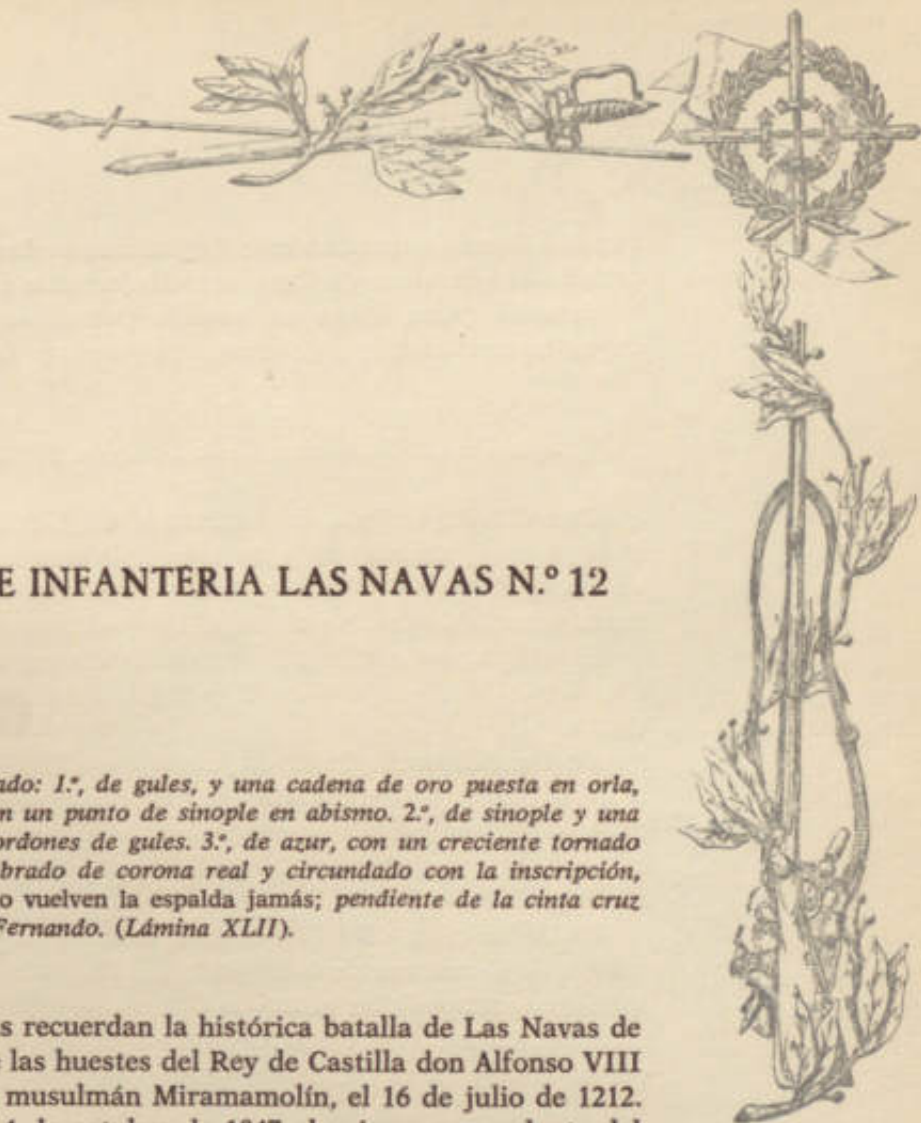 E INFANTERIA LAS NAVAS N.º 12
ado: 1.º, de gules, y una cadena de oro puesta en orla,
n un punto de sinople en abismo. 2.º, de sinople y una
ordones de gules. 3.º, de azur, con un creciente tornado
brado de corona real y circundado con la inscripción,
o vuelven la espalda jamás; pendiente de la cinta cruz
Fernando. (Lámina XLII).
s recuerdan la histórica batalla de Las Navas de
e las huestes del Rey de Castilla don Alfonso VIII
musulmán Miramamolín, el 16 de julio de 1212.